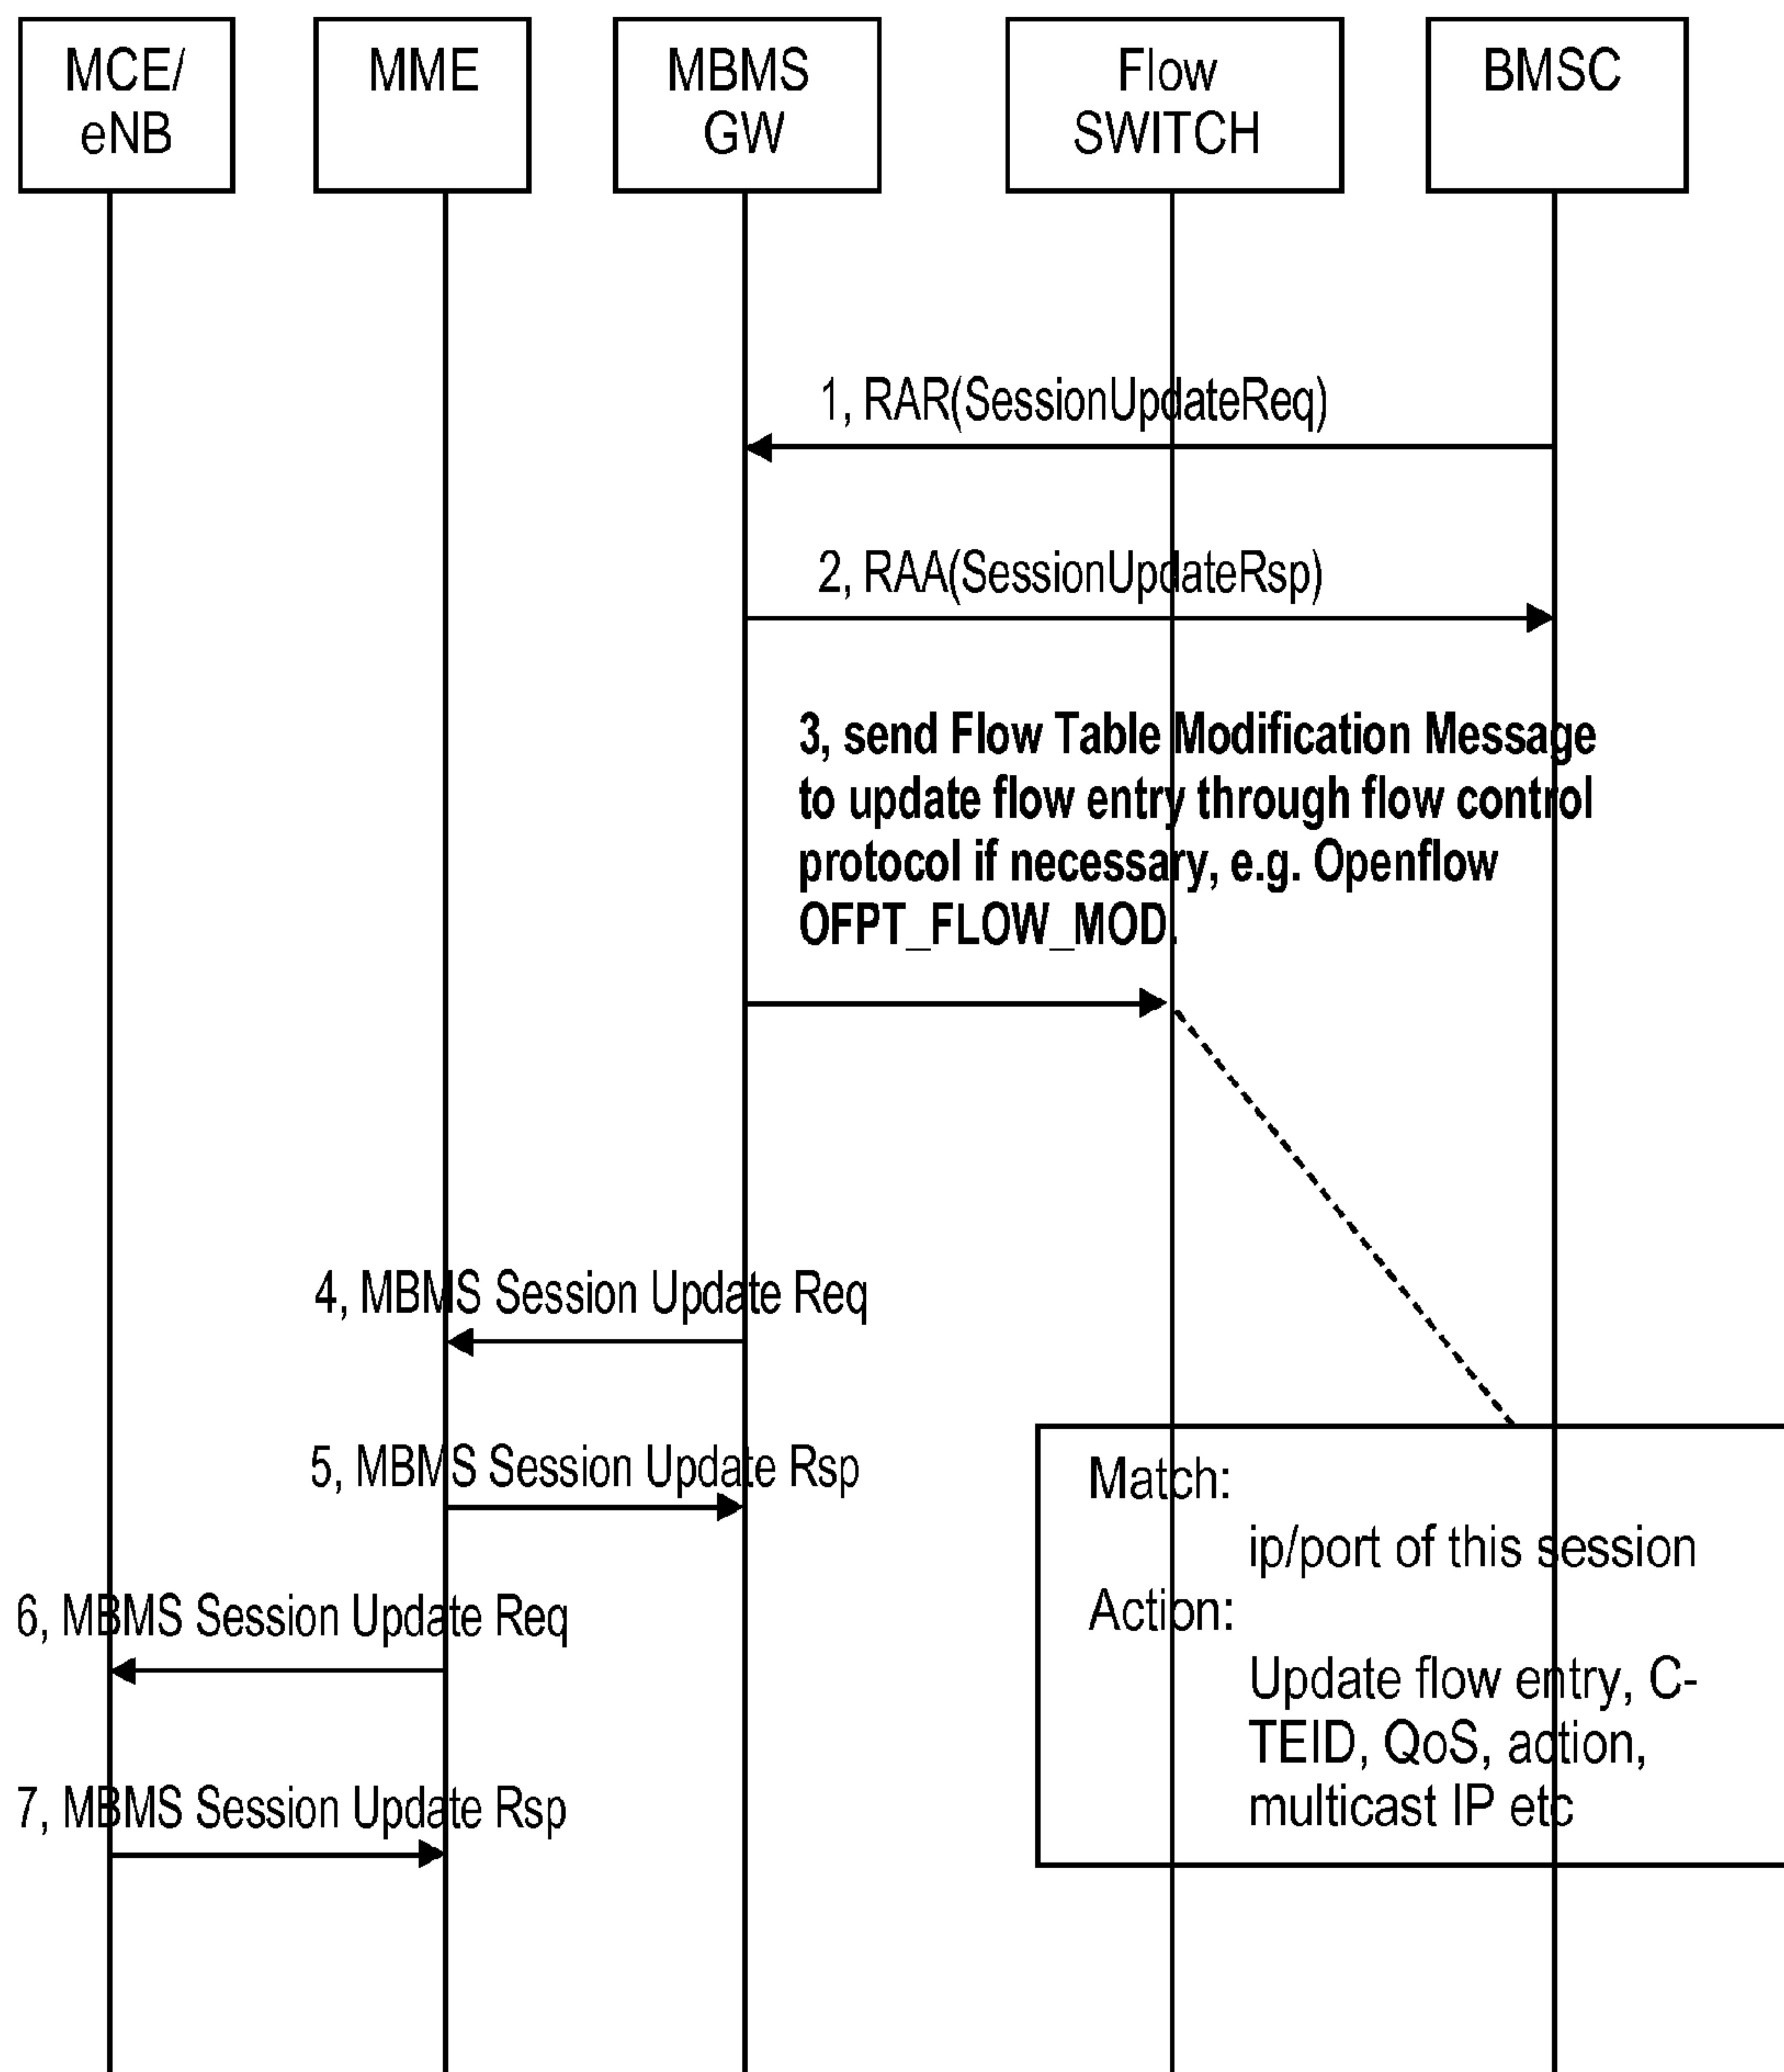 MCE/
eNB
MME
MBMS
GW
Flow
SWITCH
BMSC
1, RAR(SessionUpdateReq)
2, RAA(SessionUpdateRsp)
3, send Flow Table Modification Message
to update flow entry through flow control
protocol if necessary, e.g. Openflow
OFPT_FLOW_MOD.
4, MBMS Session Update Req
5, MBMS Session Update Rsp
Match:
ip/port of this session
Action:
Update flow entry, C-
TEID, QoS, action,
multicast IP etc
6, MBMS Session Update Req
7, MBMS Session Update Rsp